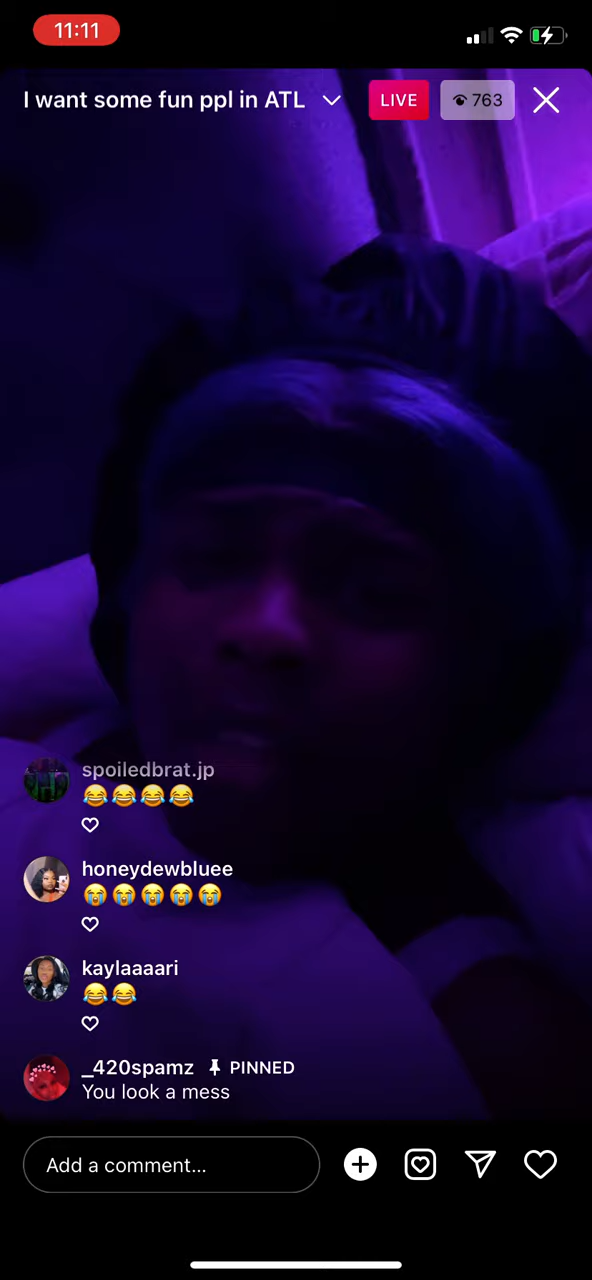 11:11
I want some fun ppl in ATL
LIVE
763
spoiledbrat.jp
😂😂😂😂
honeydewbluee
😭😭😭😭😭
kaylaaaari
😂😂
_420spamz PINNED
You look a mess
Add a comment...